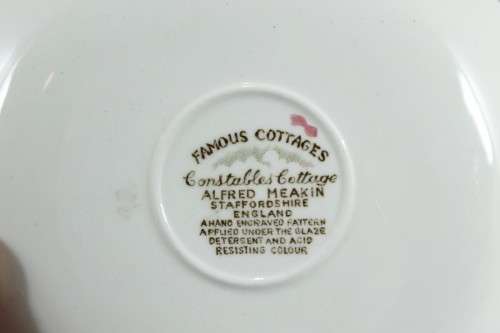 FAMOUS COTTAGES
Constables Cottage
ALFRED MEAKIN
STAFFORDSHIRE
ENGLAND
A HAND ENGRAVED PATTERN
APPLIED UNDER THE GLAZE
DETERGENT AND ACID
RESISTING COLOUR